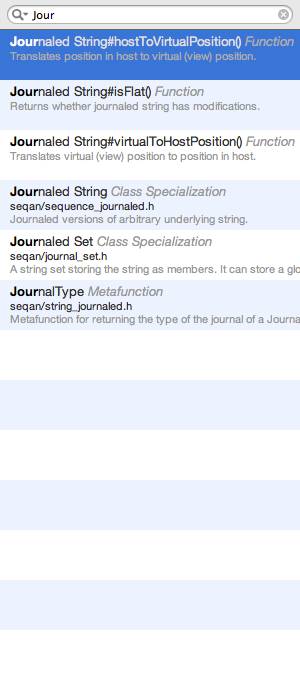 Jour
Journaled String#hostToVirtualPosition() Function
Translates position in host to virtual (view) position.
Journaled String#isFlat() Function
Returns whether journaled string has modifications.
Journaled String#virtualToHostPosition() Function
Translates virtual (view) position to position in host.
Journaled String Class Specialization
seqan/sequence_journaled.h
Journaled versions of arbitrary underlying string.
Journaled Set Class Specialization
seqan/journal_set.h
A string set storing the string as members. It can store a glo
JournalType Metafunction
seqan/string_journaled.h
Metafunction for returning the type of the journal of a Journa